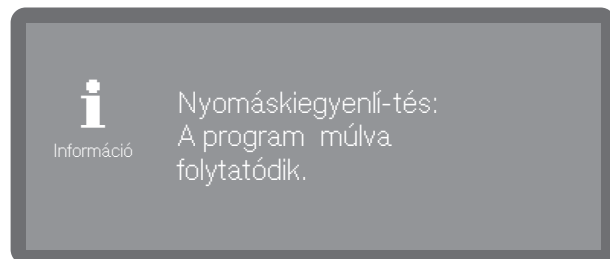 Információ
Nyomáskiegyenlí-tés:
A program  múlva
folytatódik.